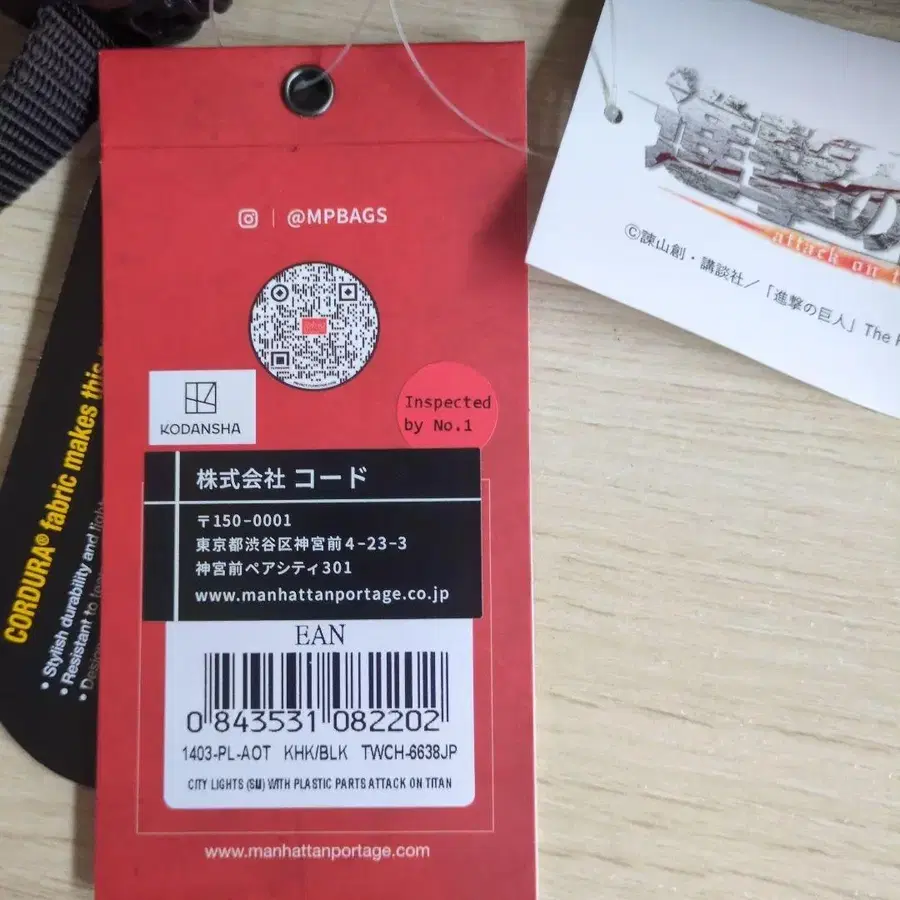 @MPBAGS
KODANSHA
Inspected
by No.1
株式会社 コード
〒150-0001
東京都渋谷区神宮前4-23-3
神宮前ペアシティ301
www.manhattanportage.co.jp
EAN
0 843531 082202
1403-PL-AOT KHK/BLK TWCH-6638JP
CITY LIGHTS (SM) WITH PLASTIC PARTS ATTACK ON TITAN
www.manhattanportage.com
CORDURA® fabric makes this
• Stylish durability and light
• Resistant to
進撃の
attack on t
©諫山創・講談社／「進撃の巨人」The